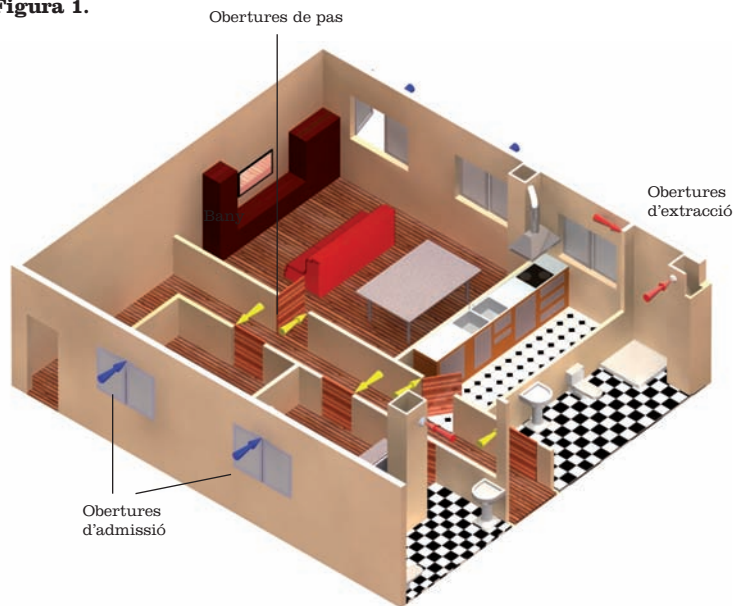 Figura 1.
Obertures de pas
Obertures
d'extracció
Bany
Obertures
d'admissió